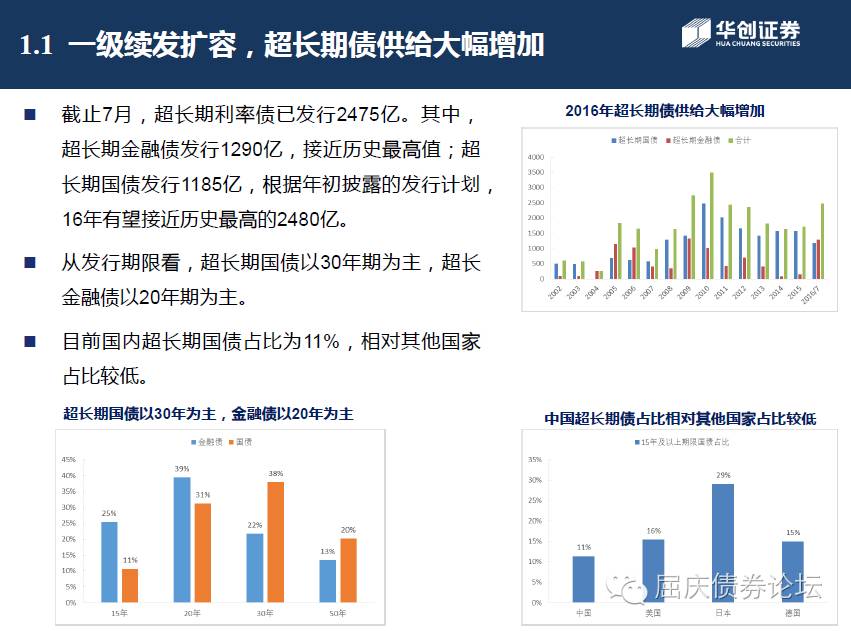 1.1 一级续发扩容，超长期债供给大幅增加
华创证券
HUA CHUANG SECURITIES
■ 截止7月，超长期利率债已发行2475亿。其中，
超长期金融债发行1290亿，接近历史最高值；超
长期国债发行1185亿，根据年初披露的发行计划，
16年有望接近历史最高的2480亿。
■ 从发行期限看，超长期国债以30年期为主，超长
金融债以20年期为主。
■ 目前国内超长期国债占比为11%，相对其他国家
占比较低。
2016年超长期债供给大幅增加
超长期国债 超长期金融债 合计
4000
3500
3000
2500
2000
1500
1000
500
0
2002 2003 2004 2005 2006 2007 2008 2009 2010 2011 2012 2013 2014 2015 2016/7
超长期国债以30年为主，金融债以20年为主
金融债 国债
45%
40%
35%
30%
25%
20%
15%
10%
5%
0%
25% 11% 39% 31% 22% 38% 13% 20%
15年 20年 30年 50年
中国超长期债占比相对其他国家占比较低
15年及以上期限国债占比
35%
30%
25%
20%
15%
10%
5%
0%
11% 16% 29% 15%
中国 美国 日本 德国
屈庆债券论坛